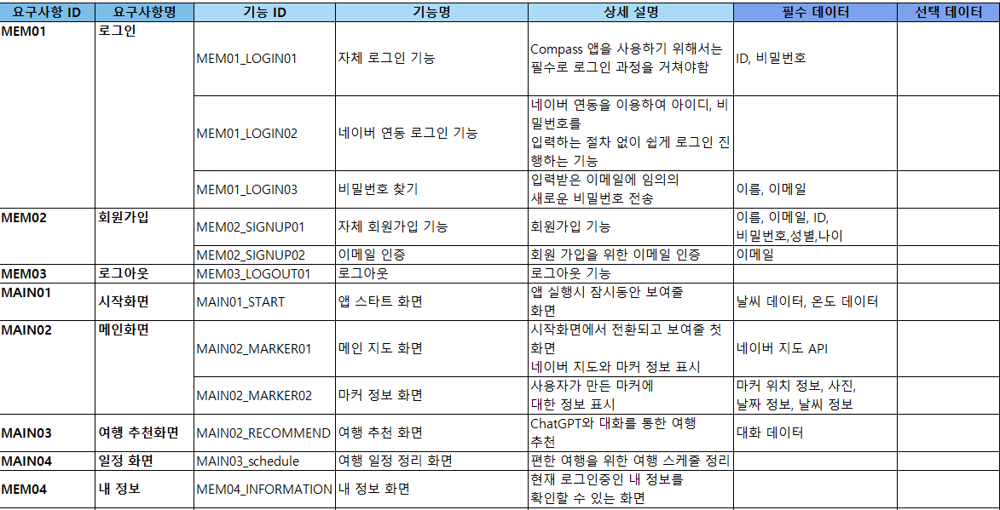 요구사항 ID 요구사항명 기능 ID 기능명 상세 설명 필수 데이터 선택 데이터
MEM01 로그인
MEM01_LOGIN01 자체 로그인 기능
Compass 앱을 사용하기 위해서는
필수로 로그인 과정을 거쳐야함
ID, 비밀번호
MEM01_LOGIN02 네이버 연동 로그인 기능
네이버 연동을 이용하여 아이디, 비
밀번호를
입력하는 절차 없이 쉽게 로그인 진
행하는 기능
MEM01_LOGIN03 비밀번호 찾기
입력받은 이메일에 임의의
새로운 비밀번호 전송
이름, 이메일
MEM02 회원가입
MEM02_SIGNUP01 자체 회원가입 기능 회원가입 기능
이름, 이메일, ID,
비밀번호,성별,나이
MEM02_SIGNUP02 이메일 인증 회원 가입을 위한 이메일 인증 이메일
MEM03 로그아웃 MEM03_LOGOUT01 로그아웃 로그아웃 기능
MAIN01
시작화면 MAIN01_START 앱 스타트 화면
앱 실행시 잠시동안 보여줄
화면
날씨 데이터, 온도 데이터
MAIN02 메인화면
MAIN02_MARKER01 메인 지도 화면
시작화면에서 전환되고 보여줄 첫
화면
네이버 지도와 마커 정보 표시
네이버 지도 API
MAIN02_MARKER02 마커 정보 화면
사용자가 만든 마커에
대한 정보 표시
마커 위치 정보, 사진,
날짜 정보, 날씨 정보
MAIN03 여행 추천화면 MAIN02_RECOMMEND 여행 추천 화면
ChatGPT와 대화를 통한 여행
추천
대화 데이터
MAIN04 일정 화면 MAIN03_schedule 여행 일정 정리 화면 편한 여행을 위한 여행 스케줄 정리
MEM04 내 정보 MEM04_INFORMATION 내 정보 화면
현재 로그인중인 내 정보를
확인할 수 있는 화면